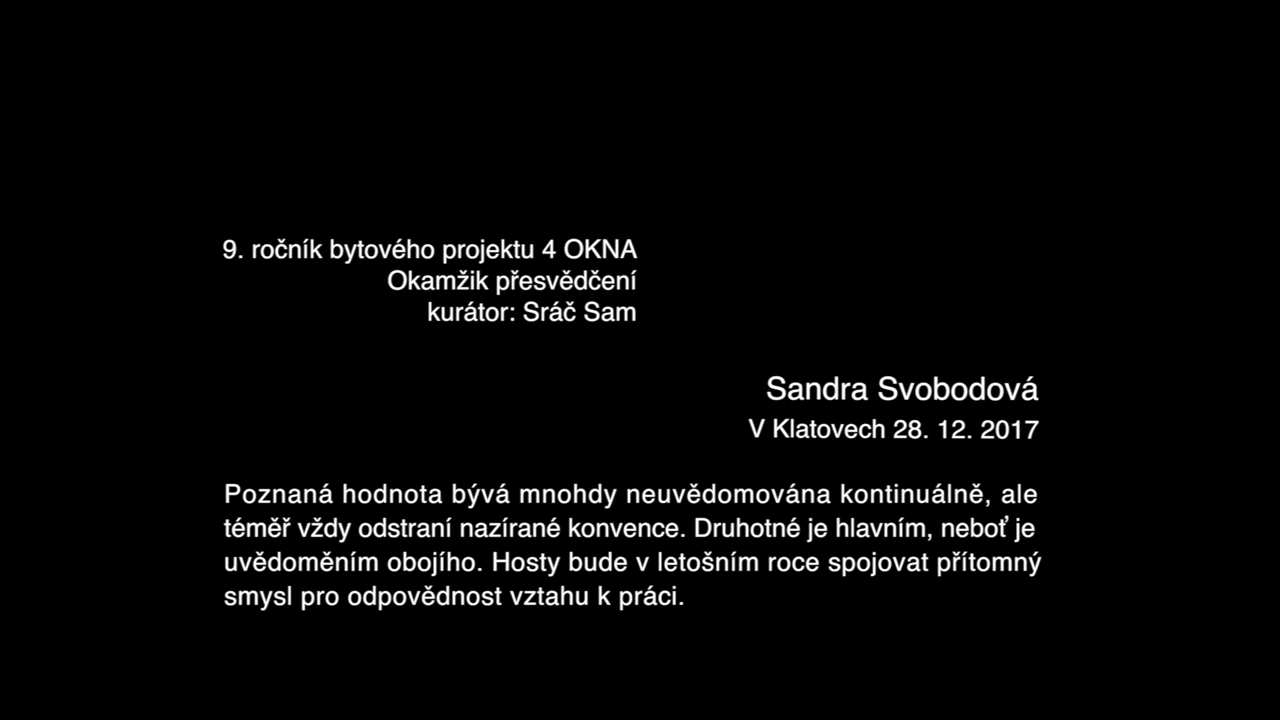 9. ročník bytového projektu 4 OKNA
Okamžik přesvědčení
kurátor: Sráč Sam
Sandra Svobodová
V Klatovech 28. 12. 2017
Poznaná hodnota bývá mnohdy neuvědomována kontinuálně, ale
téměř vždy odstraní nazírané konvence. Druhotné je hlavním, neboť je
uvědoměním obojího. Hosty bude v letošním roce spojovat přítomný
smysl pro odpovědnost vztahu k práci.